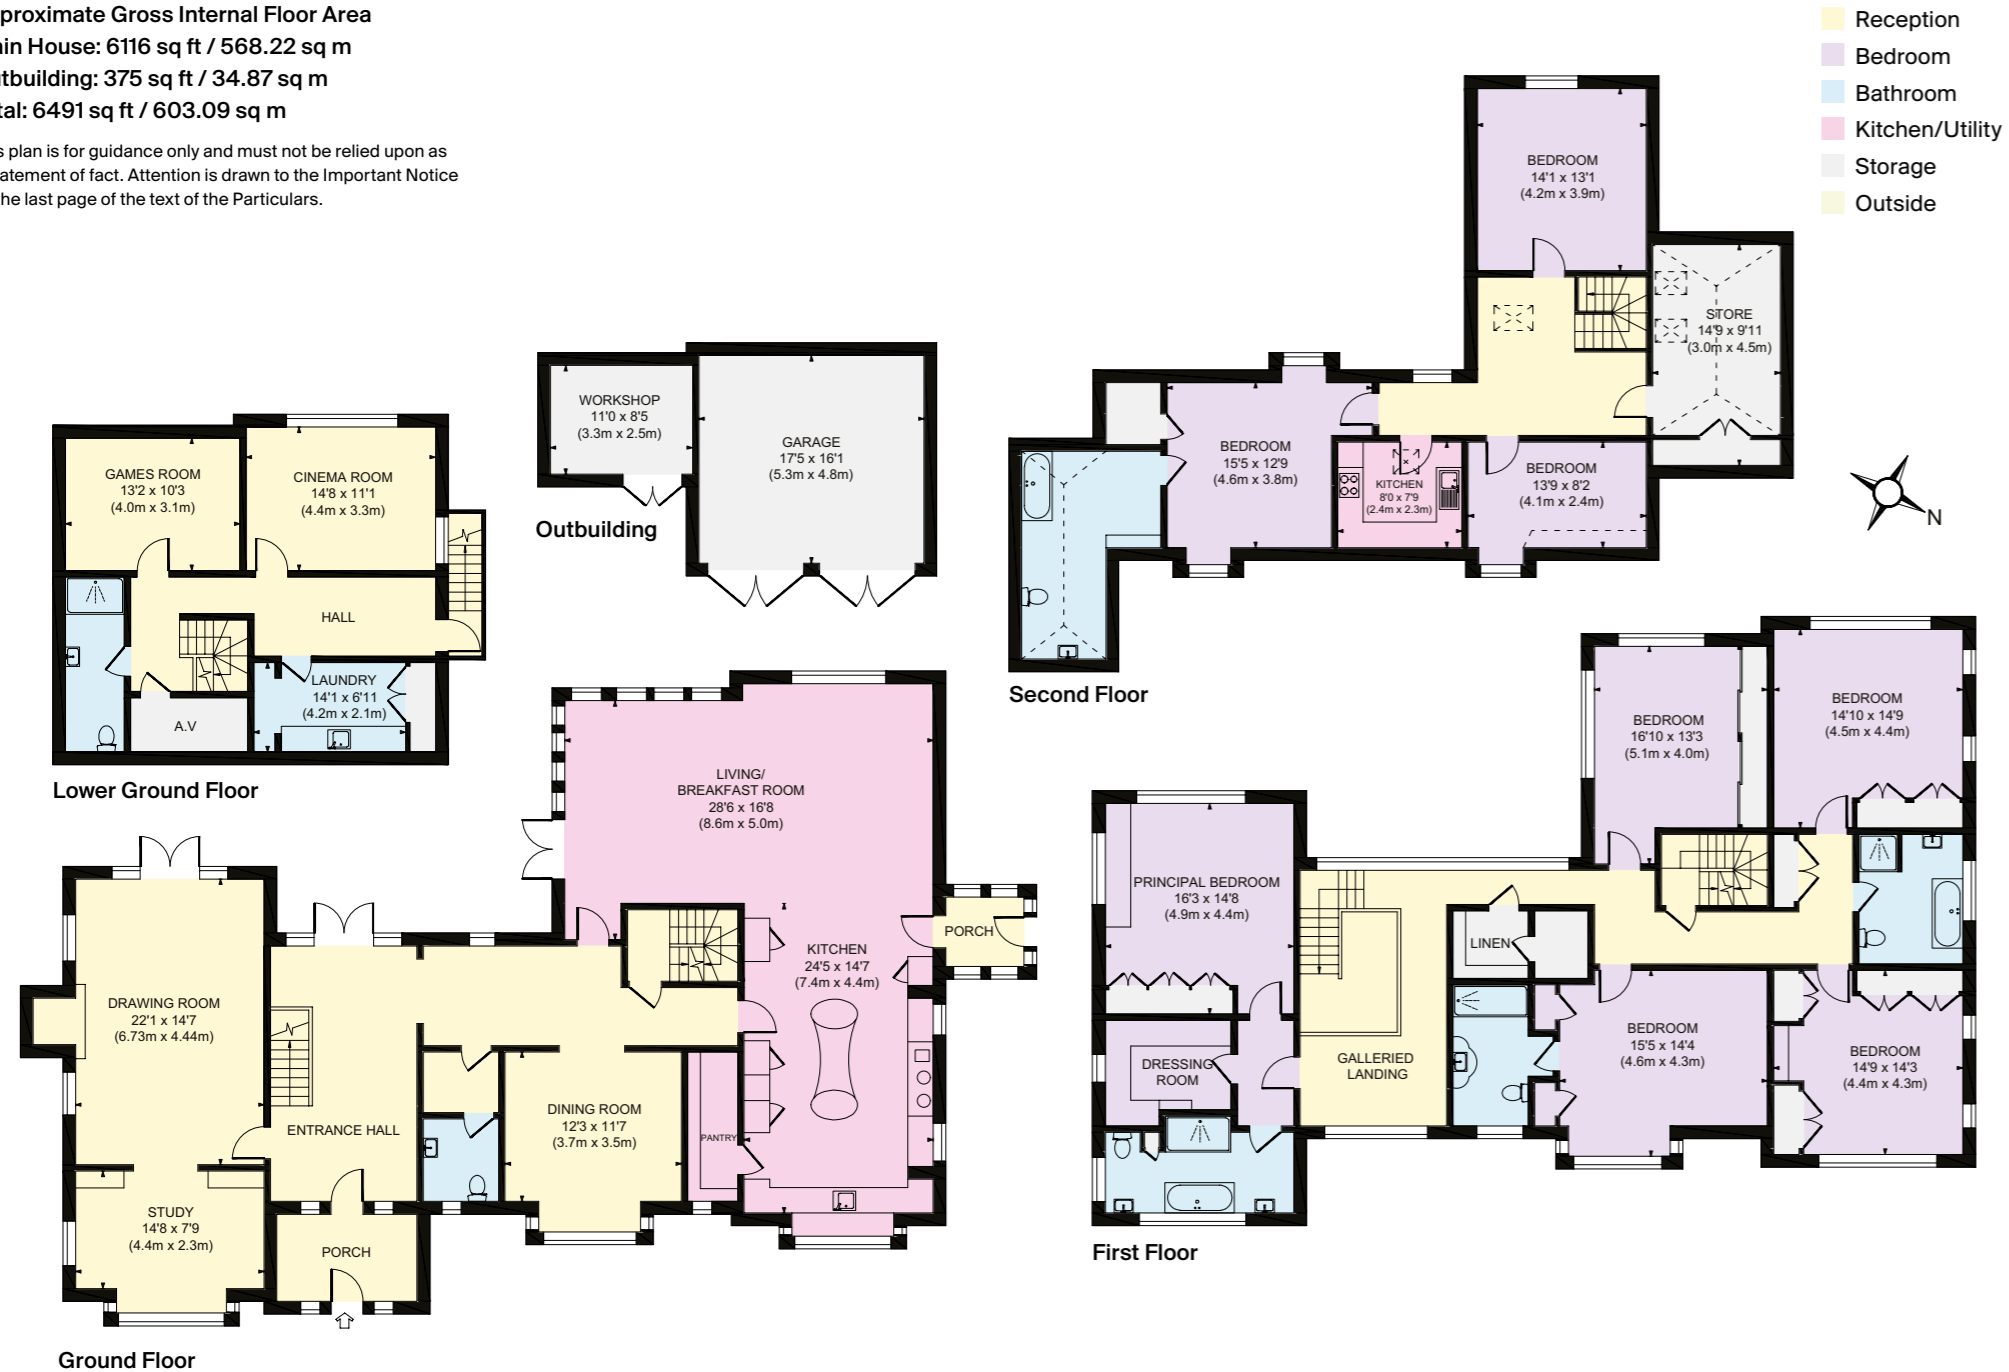 proximate Gross Internal Floor Area
in House: 6116 sq ft / 568.22 sq m
tbuilding: 375 sq ft / 34.87 sq m
tal: 6491 sq ft / 603.09 sq m
s plan is for guidance only and must not be relied upon as
atement of fact. Attention is drawn to the Important Notice
he last page of the text of the Particulars.
Reception
Bedroom
Bathroom
Kitchen/Utility
Storage
Outside
BEDROOM
14'1 x 13'1
(4.2m x 3.9m)
STORE
14'9 x 9'11
(3.0m x 4.5m)
BEDROOM
15'5 x 12'9
(4.6m x 3.8m)
KITCHEN
8'0 x 7'9
(2.4m x 2.3m)
BEDROOM
13'9 x 8'2
(4.1m x 2.4m)
N
Second Floor
WORKSHOP
11'0 x 8'5
(3.3m x 2.5m)
GARAGE
17'5 x 16'1
(5.3m x 4.8m)
Outbuilding
GAMES ROOM
13'2 x 10'3
(4.0m x 3.1m)
CINEMA ROOM
14'8 x 11'1
(4.4m x 3.3m)
HALL
LAUNDRY
14'1 x 6'11
(4.2m x 2.1m)
A.V
Lower Ground Floor
LIVING/
BREAKFAST ROOM
28'6 x 16'8
(8.6m x 5.0m)
PORCH
KITCHEN
24'5 x 14'7
(7.4m x 4.4m)
DRAWING ROOM
22'1 x 14'7
(6.73m x 4.44m)
ENTRANCE HALL
DINING ROOM
12'3 x 11'7
(3.7m x 3.5m)
PANTRY
STUDY
14'8 x 7'9
(4.4m x 2.3m)
PORCH
Ground Floor
BEDROOM
16'10 x 13'3
(5.1m x 4.0m)
BEDROOM
14'10 x 14'9
(4.5m x 4.4m)
PRINCIPAL BEDROOM
16'3 x 14'8
(4.9m x 4.4m)
LINEN
DRESSING
ROOM
GALLERIED
LANDING
BEDROOM
15'5 x 14'4
(4.6m x 4.3m)
BEDROOM
14'9 x 14'3
(4.4m x 4.3m)
First Floor